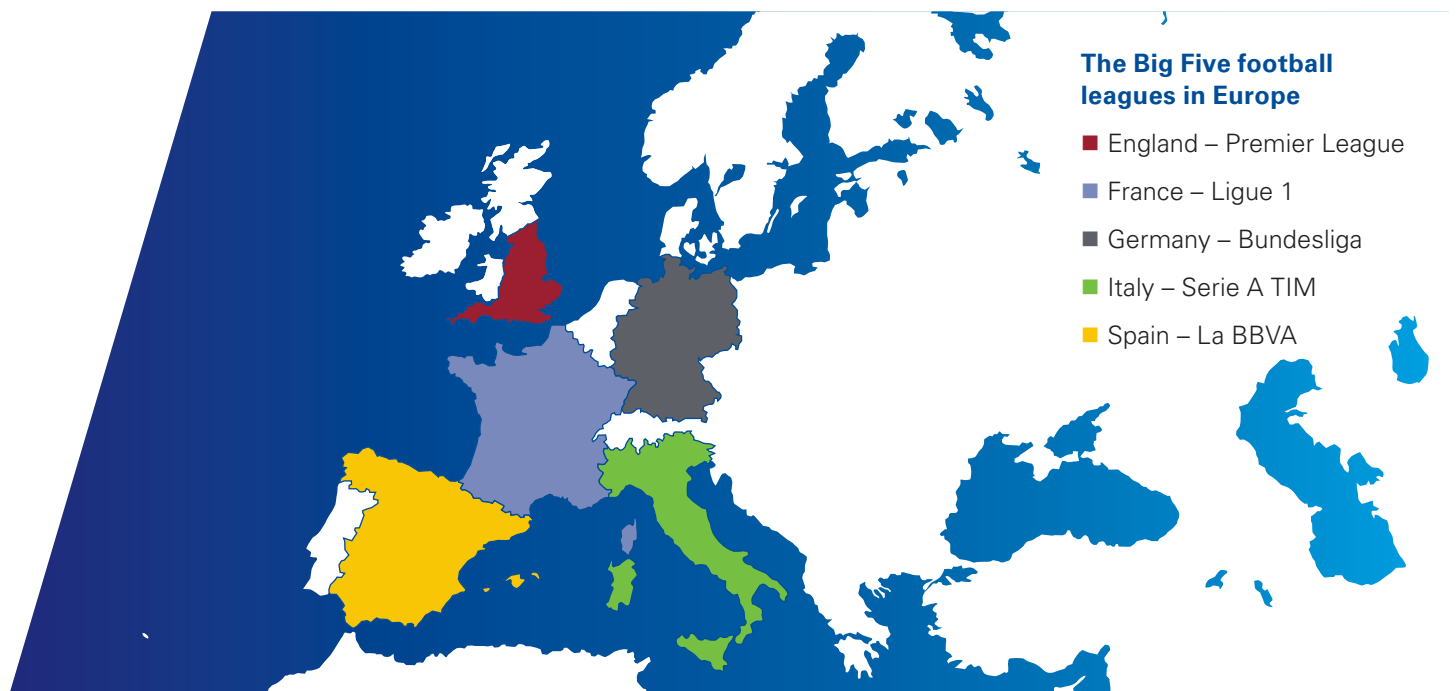 The Big Five football
leagues in Europe
England – Premier League
France – Ligue 1
Germany – Bundesliga
Italy – Serie A TIM
Spain – La BBVA